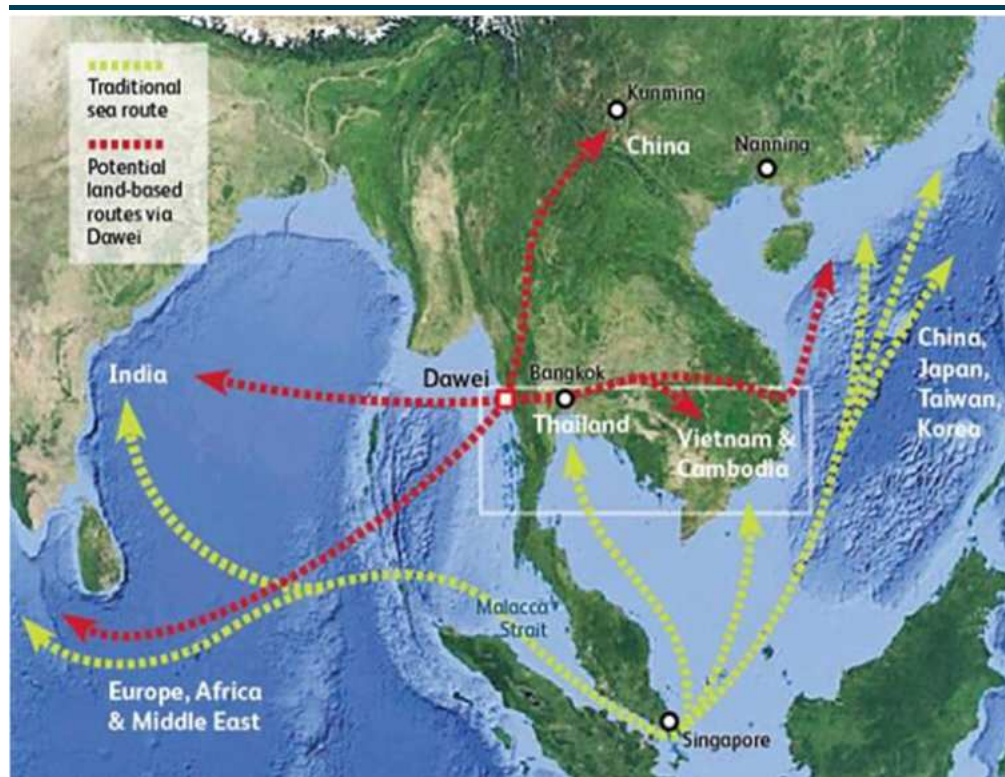 Traditional
sea route
Potential
land-based
routes via
Dawei
Kunming
China
Nanning
India
Dawei
Bangkok
Thailand
Vietnam &
Cambodia
China,
Japan,
Taiwan,
Korea
Malacca
Strait
Europe, Africa
& Middle East
Singapore